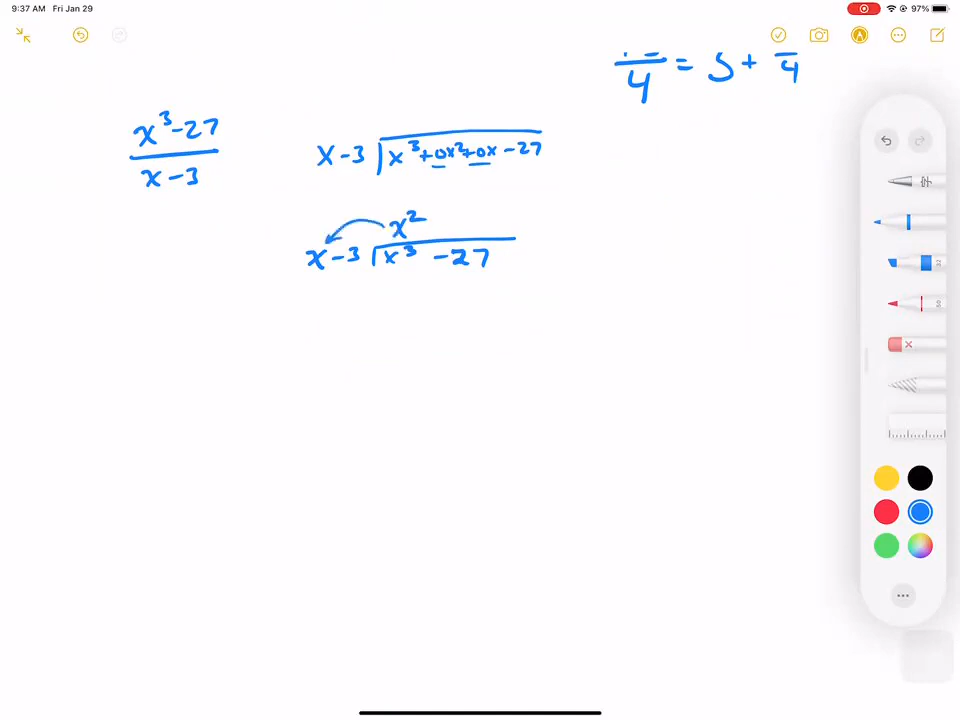 9:37 AM Fri Jan 29
97%
4 = 5 + 4
x³-27
x-3
x-3 x³+0x²+0x-27
x²
x-3 x³ -27